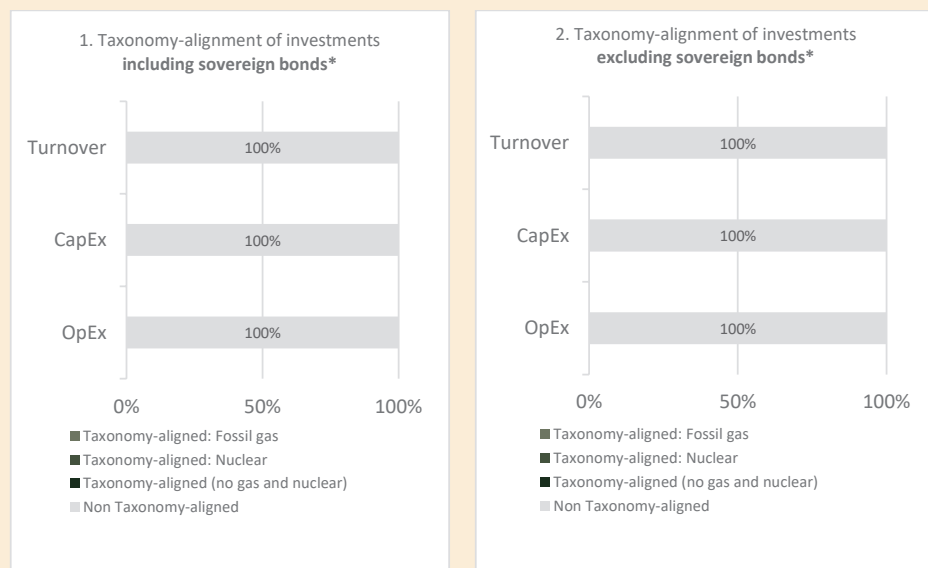 1. Taxonomy-alignment of investments
including sovereign bonds*
Turnover
100%
CapEx
100%
OpEx
100%
0%
50%
100%
Taxonomy-aligned: Fossil gas
Taxonomy-aligned: Nuclear
Taxonomy-aligned (no gas and nuclear)
Non Taxonomy-aligned
2. Taxonomy-alignment of investments
excluding sovereign bonds*
Turnover
100%
CapEx
100%
OpEx
100%
0%
50%
100%
Taxonomy-aligned: Fossil gas
Taxonomy-aligned: Nuclear
Taxonomy-aligned (no gas and nuclear)
Non Taxonomy-aligned